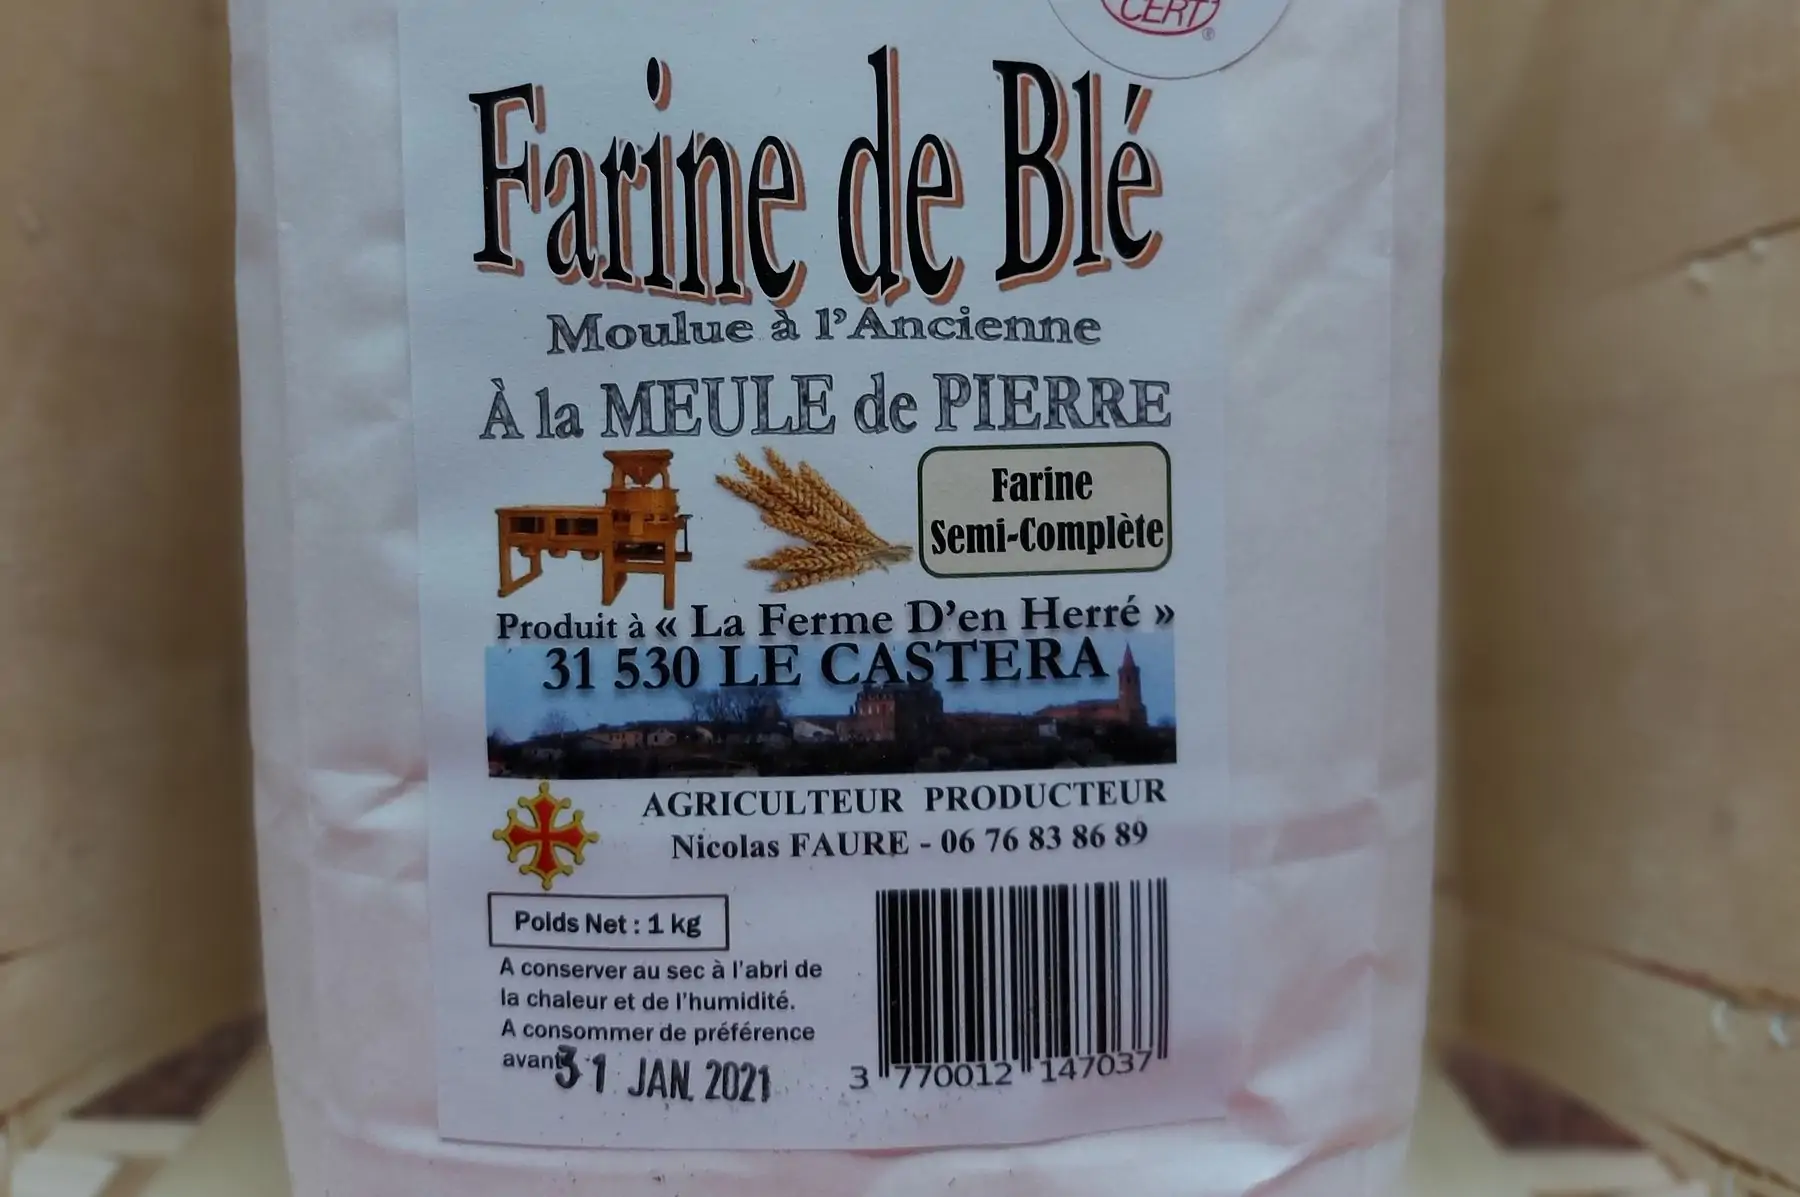 CERT
®
Farine de Blé
Moulue à l'Ancienne
À la MEULE de PIERRE
Farine
Semi-Complète
Produit à « La Ferme D'en Herré »
31 530 LE CASTERA
AGRICULTEUR PRODUCTEUR
Nicolas FAURE - 06 76 83 86 89
Poids Net : 1 kg
A conserver au sec à l'abri de
la chaleur et de l'humidité.
A consommer de préférence
avant 31 JAN. 2021
3 770012 147037